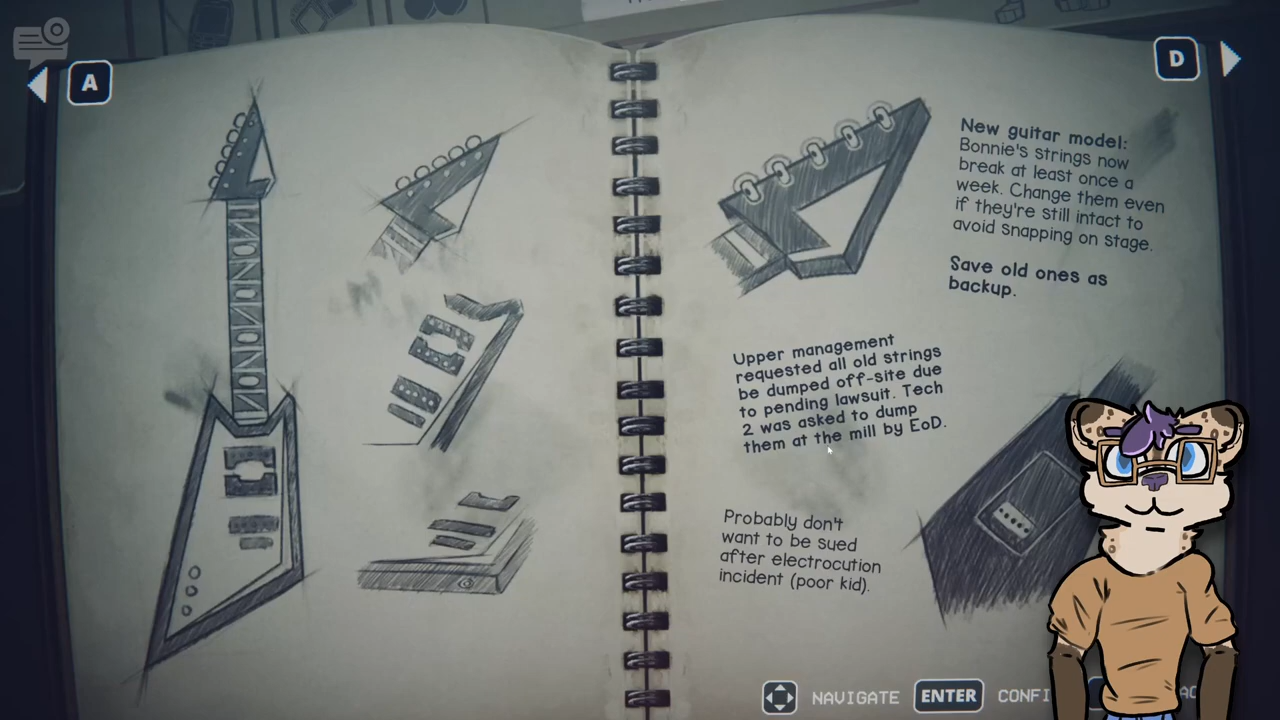 A
D
New guitar model:
Bonnie's strings now
break at least once a
week. Change them even
if they're still intact to
avoid snapping on stage.
Save old ones as
backup.
Upper management
requested all old strings
be dumped off-site due
to pending lawsuit. Tech
2 was asked to dump
them at the mill by EoD.
Probably don't
want to be sued
after electrocution
incident (poor kid).
NAVIGATE ENTER CONFI